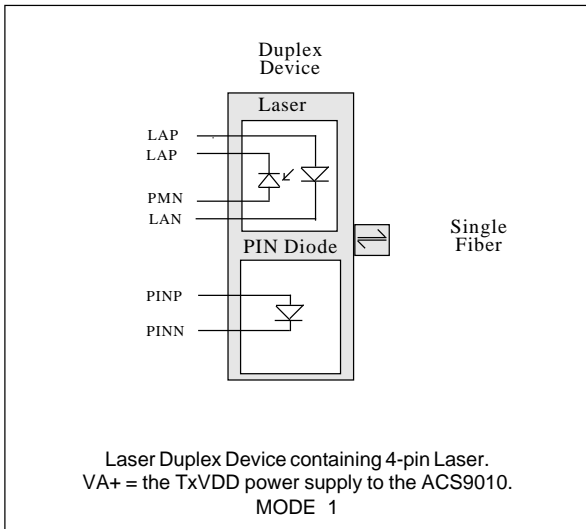 Duplex
Device
Laser
LAP
LAP
PMN
LAN
PIN Diode
Single
Fiber
PINP
PINN
Laser Duplex Device containing 4-pin Laser.
VA+ = the TxVDD power supply to the ACS9010.
MODE 1